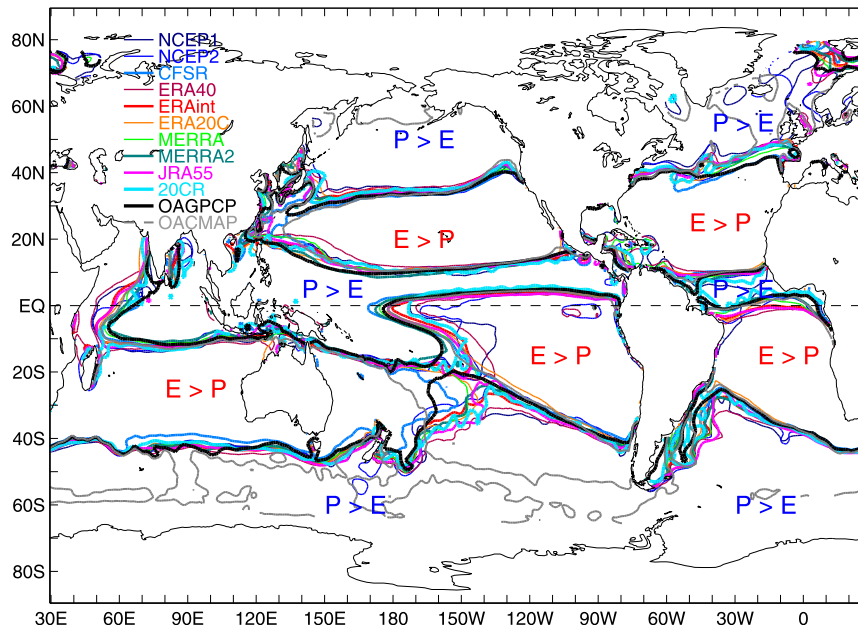 80N
60N
40N
20N
EQ
20S
40S
60S
80S
NCEP1
NCEP2
CFSR
ERA40
ERAint
ERA20C
MERRA
MERRA2
JRA55
20CR
OAGPCP
OACMAP
P > E
P > E
E > P
E > P
P > E
P > E
E > P
E > P
E > P
P > E
P > E
30E 60E 90E 120E 150E 180 150W 120W 90W 60W 30W 0